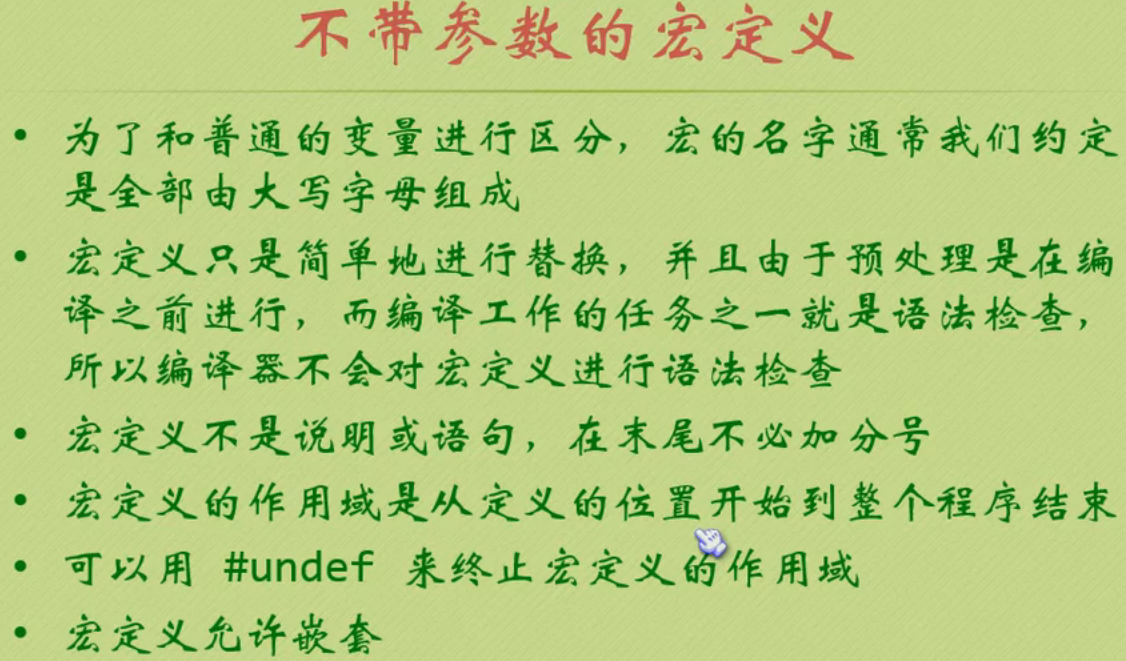 不带参数的宏定义
• 为了和普通的变量进行区分，宏的名字通常我们约定
是全部由大写字母组成
• 宏定义只是简单地进行替换，并且由于预处理是在编
译之前进行，而编译工作的任务之一就是语法检查，
所以编译器不会对宏定义进行语法检查
• 宏定义不是说明或语句，在末尾不必加分号
• 宏定义的作用域是从定义的位置开始到整个程序结束
• 可以用 #undef 来终止宏定义的作用域
• 宏定义允许嵌套